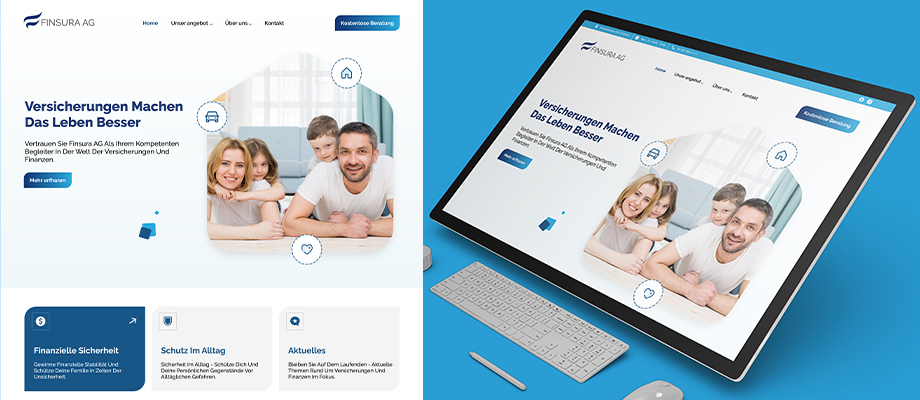 FINSURA AG
Home
Unser angebot
Über uns
Kontakt
Kostenlose Beratung
Versicherungen Machen
Das Leben Besser
Vertrauen Sie Finsura AG Als Ihrem Kompetenten
Begleiter In Der Welt Der Versicherungen Und
Finanzen.
Mehr erfharen
Finanzielle Sicherheit
Gewinne Finanzielle Stabilität Und
Schütze Deine Familie In Zeiten Der
Unsicherheit.
Schutz Im Alltag
Sicherheit Im Alltag - Schütze Dich Und
Deine Persönlichen Gegenstände Vor
Alltäglichen Gefahren.
Aktuelles
Bleiben Sie Auf Dem Laufenden - Aktuelle
Themen Rund Um Versicherungen Und
Finanzen Im Fokus.
FINSURA AG
Home
Unser angebot
Über uns
Kontakt
Kostenlose Beratung
Versicherungen Machen
Das Leben Besser
Vertrauen Sie Finsura AG Als Ihrem Kompetenten
Begleiter In Der Welt Der Versicherungen Und
Finanzen.
Mehr erfharen